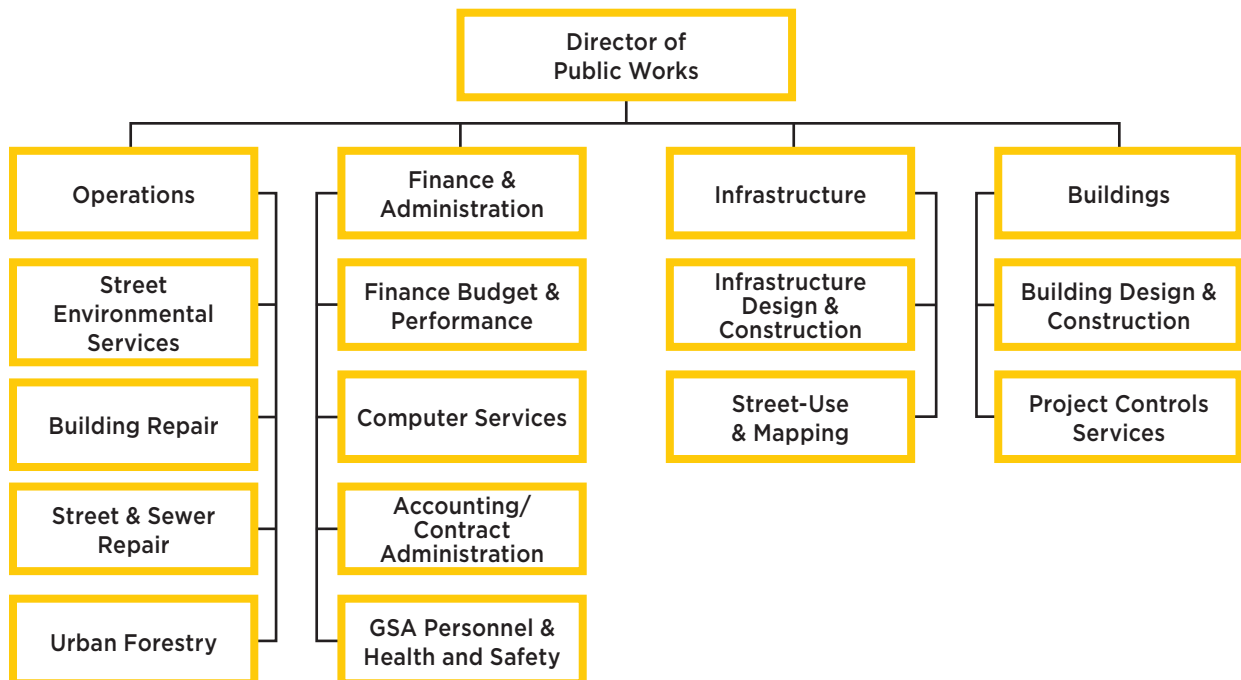 Director of
Public Works
Operations
Finance &
Administration
Infrastructure
Buildings
Street
Environmental
Services
Finance Budget &
Performance
Infrastructure
Design &
Construction
Building Design &
Construction
Building Repair
Computer Services
Street-Use
& Mapping
Project Controls
Services
Street & Sewer
Repair
Accounting/
Contract
Administration
Urban Forestry
GSA Personnel &
Health and Safety